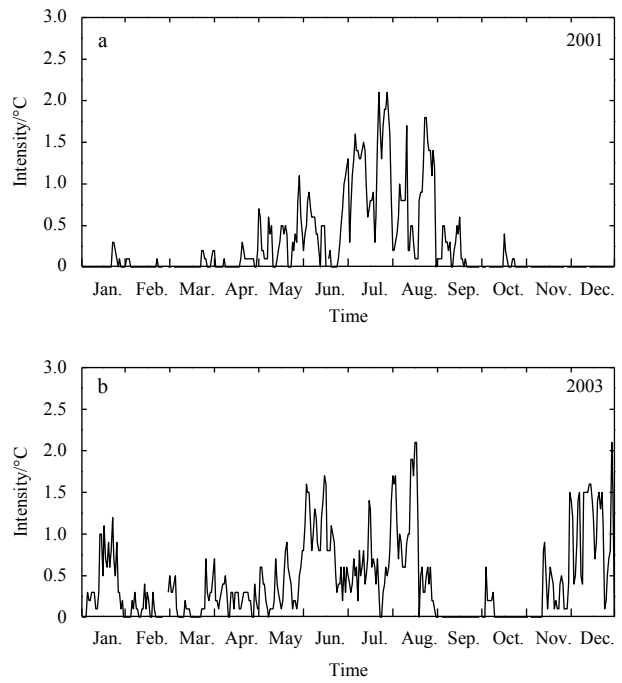 a
2001
3.0
2.5
2.0
1.5
1.0
0.5
0
Intensity/°C
Jan. Feb. Mar. Apr. May Jun. Jul. Aug. Sep. Oct. Nov. Dec.
Time
b
2003
3.0
2.5
2.0
1.5
1.0
0.5
0
Intensity/°C
Jan. Feb. Mar. Apr. May Jun. Jul. Aug. Sep. Oct. Nov. Dec.
Time